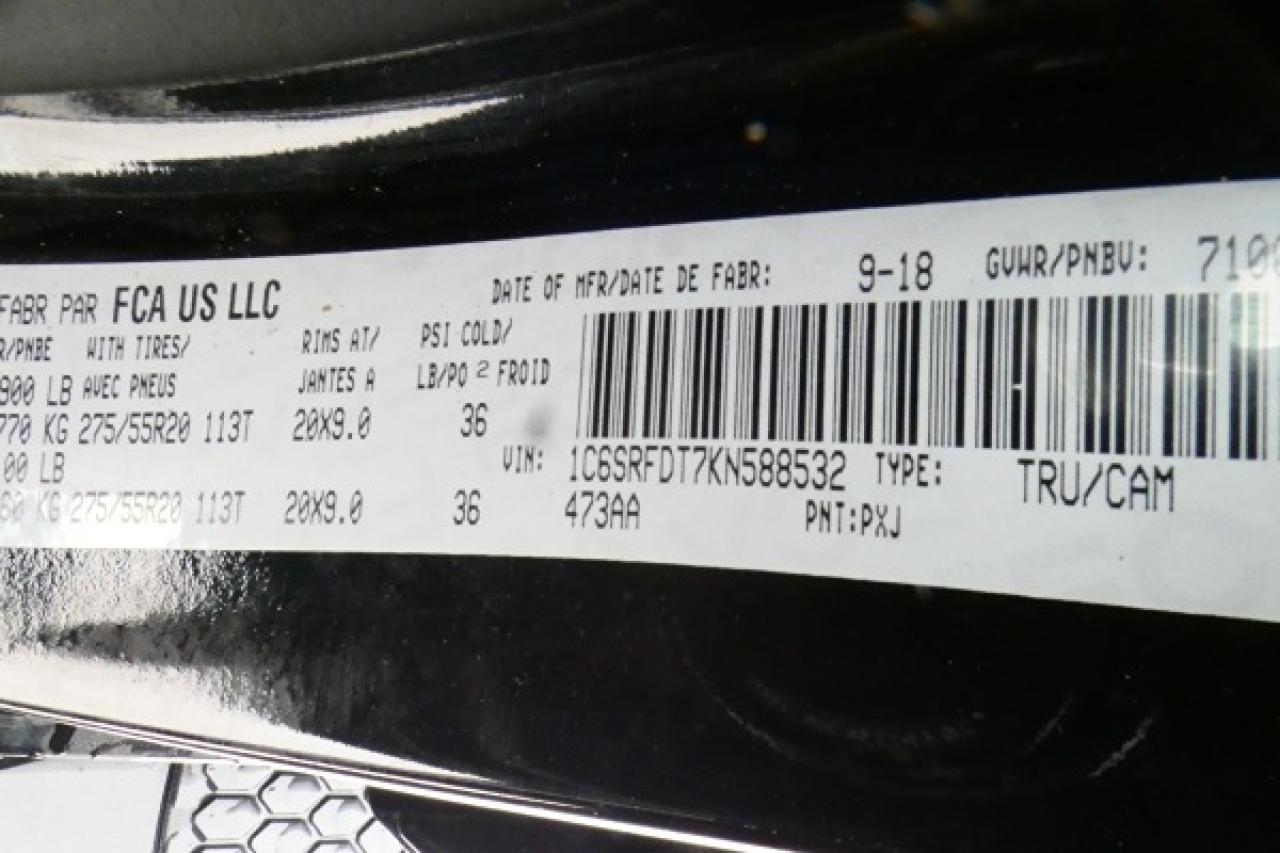 FABR PAR FCA US LLC DATE OF MFR/DATE DE FABR: 9-18 GVWR/PNBV: 7100
R/PNBE WITH TIRES/ RIMS AT/ PSI COLD/
900 LB AVEC PNEUS JANTES A LB/PO 2 FROID
770 KG 275/55R20 113T 20X9.0 36
00 LB VIN: 1C6SRFDT7KN588532 TYPE: TRU/CAM
60 KG 275/55R20 113T 20X9.0 36 473AA PNT:PXJ